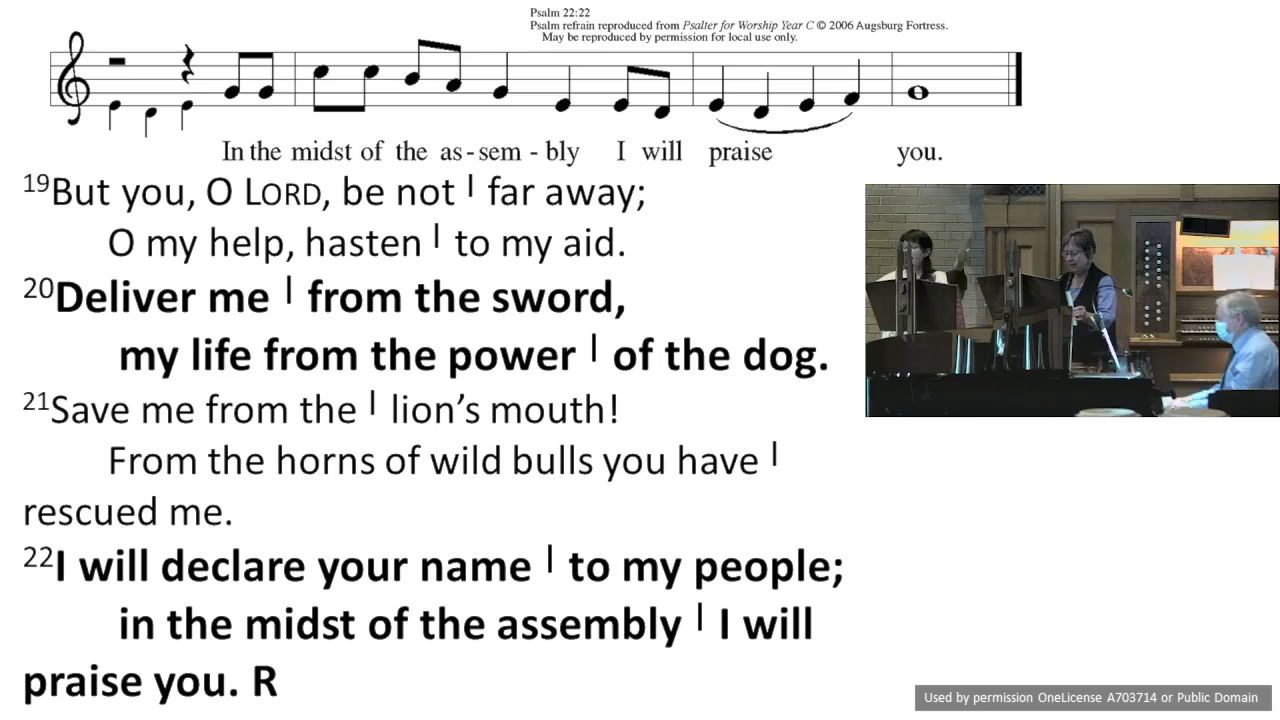 Psalm 22:22
Psalm refrain reproduced from Psalter for Worship Year C © 2006 Augsburg Fortress.
May be reproduced by permission for local use only.
In the midst of the as - sem - bly I will praise you.
19But you, O LORD, be not | far away;
O my help, hasten | to my aid.
20Deliver me | from the sword,
my life from the power | of the dog.
21Save me from the | lion’s mouth!
From the horns of wild bulls you have |
rescued me.
22I will declare your name | to my people;
in the midst of the assembly | I will
praise you. R
Used by permission OneLicense A703714 or Public Domain